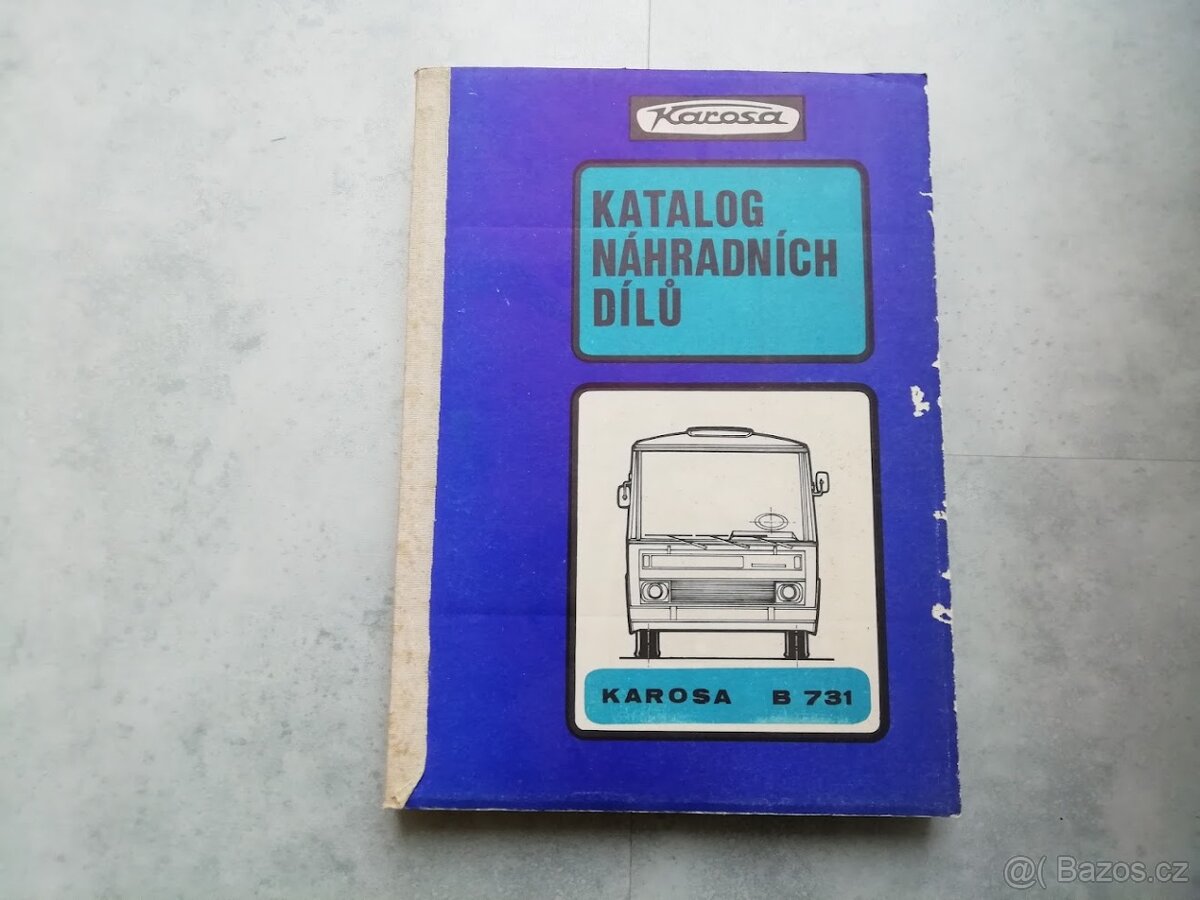 Karosa
KATALOG
NÁHRADNÍCH
DÍLŮ
KAROSA B 731
@( Bazos.cz